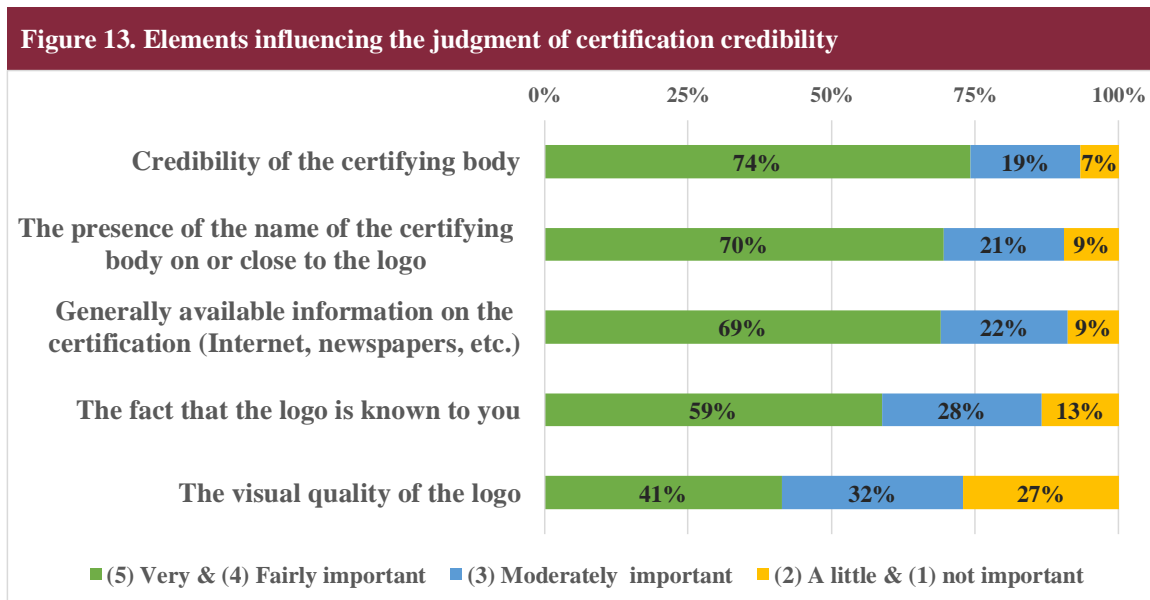 Figure 13. Elements influencing the judgment of certification credibility
0% 25% 50% 75% 100%
Credibility of the certifying body 74% 19% 7%
The presence of the name of the certifying
body on or close to the logo 70% 21% 9%
Generally available information on the
certification (Internet, newspapers, etc.) 69% 22% 9%
The fact that the logo is known to you 59% 28% 13%
The visual quality of the logo 41% 32% 27%
(5) Very & (4) Fairly important (3) Moderately important (2) A little & (1) not important